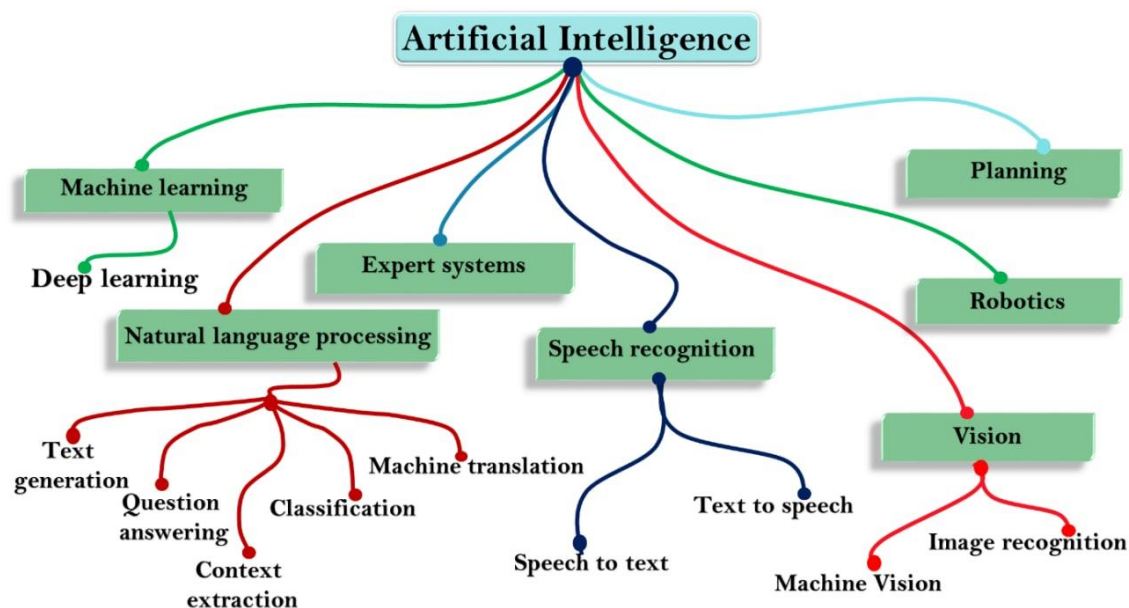 Artificial Intelligence
Machine learning
Planning
Deep learning
Expert systems
Robotics
Natural language processing
Speech recognition
Vision
Text
generation
Question
answering
Context
extraction
Classification
Machine translation
Speech to text
Text to speech
Machine Vision
Image recognition